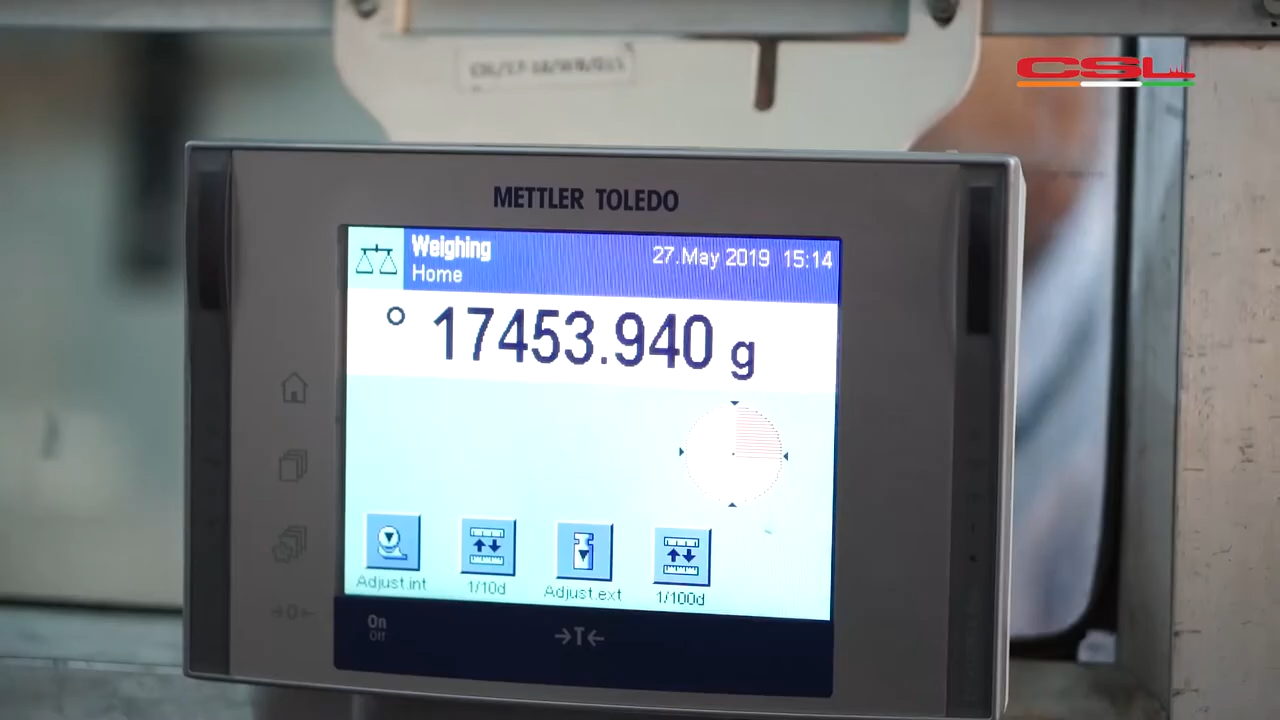 CSL
METTLER TOLEDO
Weighing
27.May 2019 15:14
Home
° 17453.940 g
Adjust.int
1/10d
Adjust.ext
1/100d
On
Off
→0←
→T←